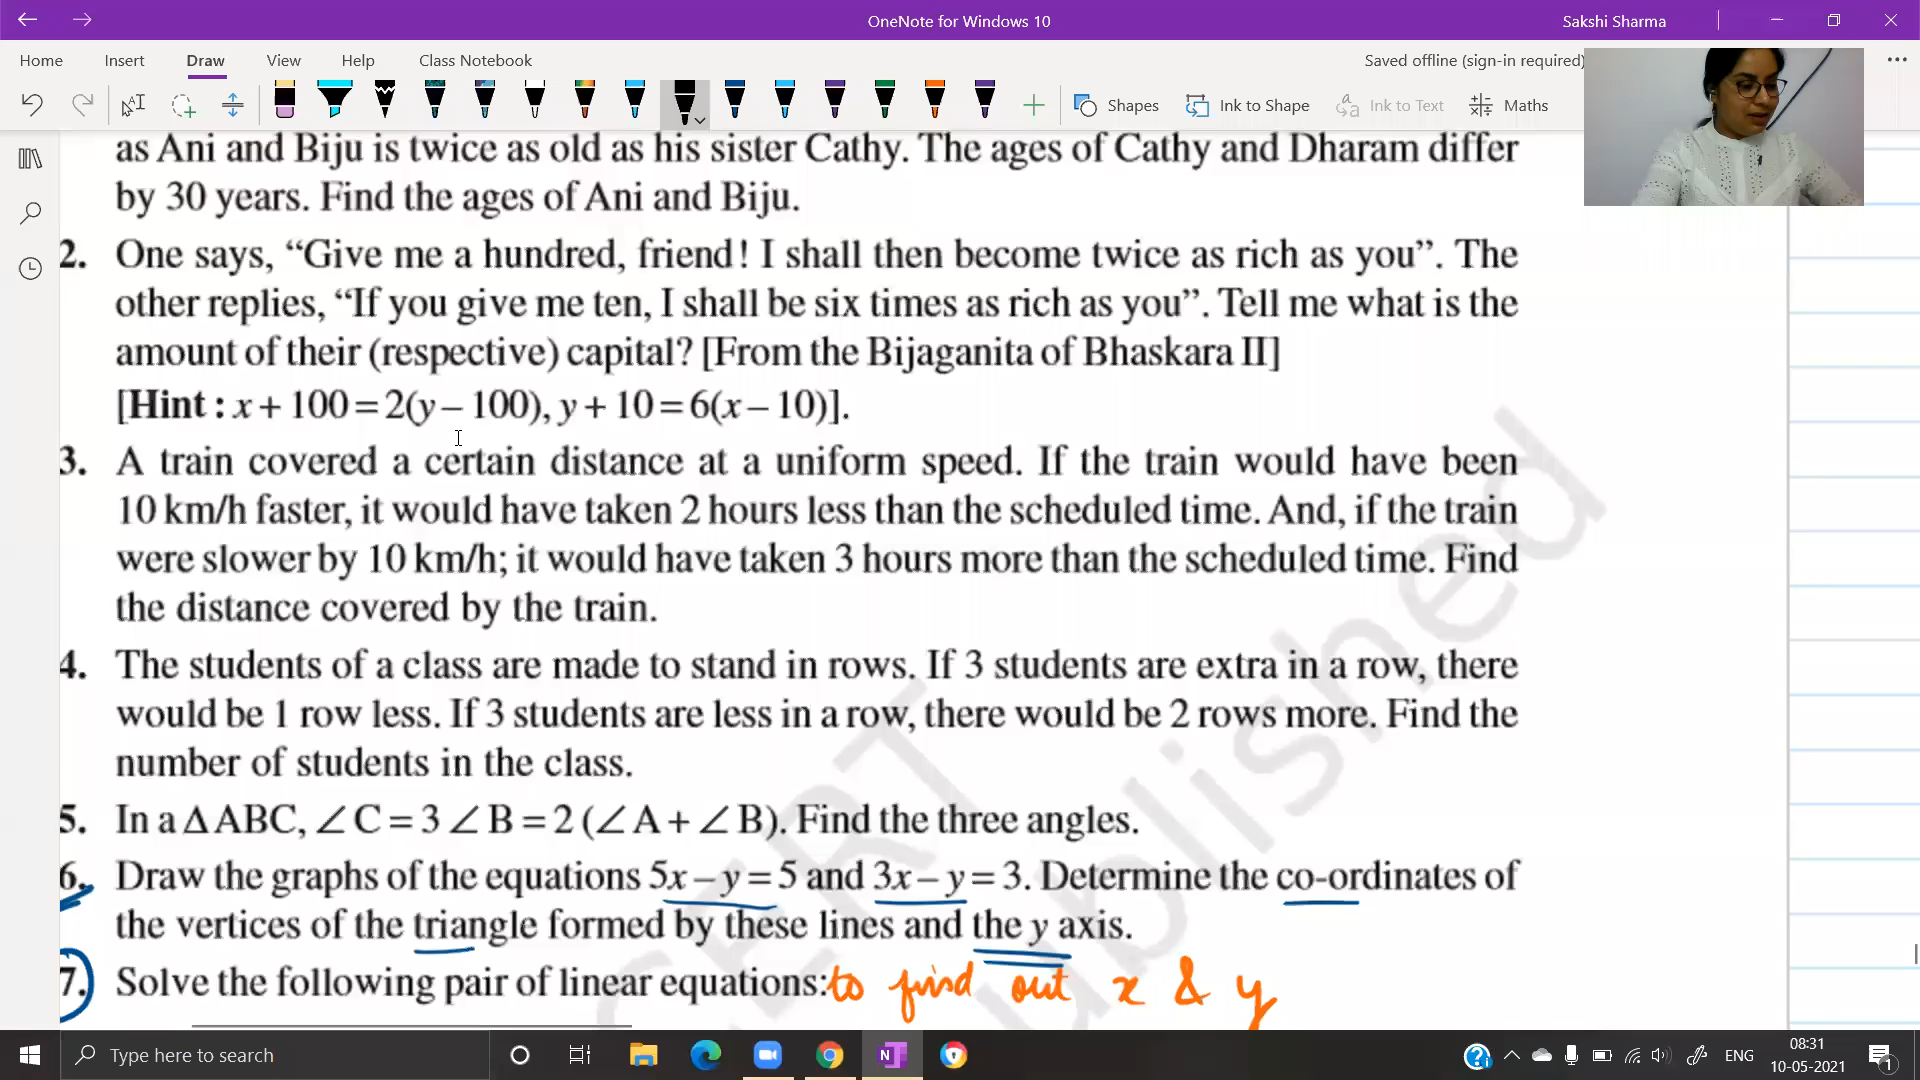 OneNote for Windows 10
Sakshi Sharma
Home Insert Draw View Help Class Notebook
Saved offline (sign-in required)
Shapes Ink to Shape Ink to Text Maths
as Ani and Biju is twice as old as his sister Cathy. The ages of Cathy and Dharam differ
by 30 years. Find the ages of Ani and Biju.
2. One says, “Give me a hundred, friend! I shall then become twice as rich as you”. The
other replies, “If you give me ten, I shall be six times as rich as you”. Tell me what is the
amount of their (respective) capital? [From the Bijaganita of Bhaskara II]
[Hint : x + 100 = 2(y – 100), y + 10 = 6(x – 10)].
3. A train covered a certain distance at a uniform speed. If the train would have been
10 km/h faster, it would have taken 2 hours less than the scheduled time. And, if the train
were slower by 10 km/h; it would have taken 3 hours more than the scheduled time. Find
the distance covered by the train.
4. The students of a class are made to stand in rows. If 3 students are extra in a row, there
would be 1 row less. If 3 students are less in a row, there would be 2 rows more. Find the
number of students in the class.
5. In a Δ ABC, ∠ C = 3 ∠ B = 2 (∠ A + ∠ B). Find the three angles.
6. Draw the graphs of the equations 5x – y = 5 and 3x – y = 3. Determine the co-ordinates of
the vertices of the triangle formed by these lines and the y axis.
7. Solve the following pair of linear equations: to find out x & y
Type here to search
ENG
08:31
10-05-2021
1